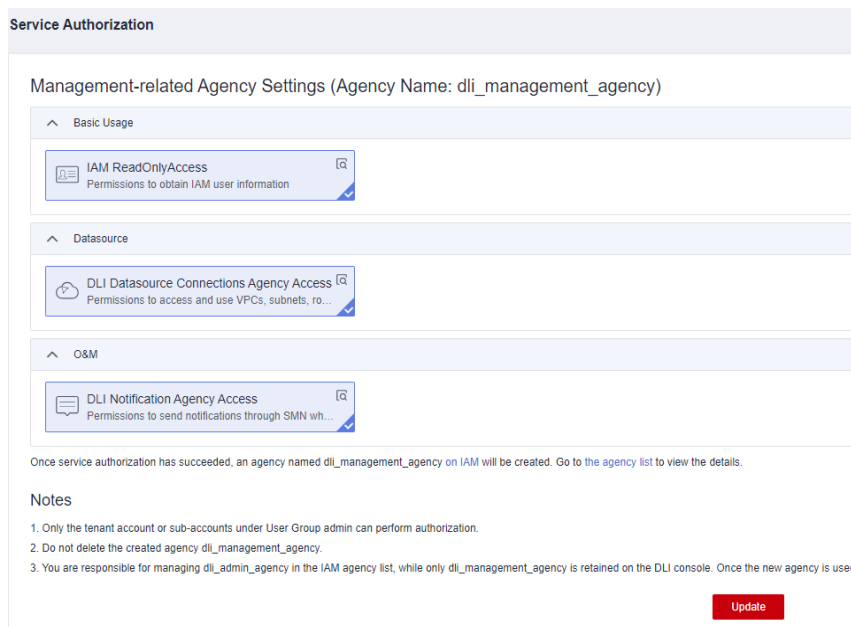 Service Authorization
Management-related Agency Settings (Agency Name: dli_management_agency)
Basic Usage
IAM ReadOnlyAccess
Permissions to obtain IAM user information
Datasource
DLI Datasource Connections Agency Access
Permissions to access and use VPCs, subnets, ro...
O&M
DLI Notification Agency Access
Permissions to send notifications through SMN wh...
Once service authorization has succeeded, an agency named dli_management_agency on IAM will be created. Go to the agency list to view the details.
Notes
1. Only the tenant account or sub-accounts under User Group admin can perform authorization.
2. Do not delete the created agency dli_management_agency.
3. You are responsible for managing dli_admin_agency in the IAM agency list, while only dli_management_agency is retained on the DLI console. Once the new agency is use
Update